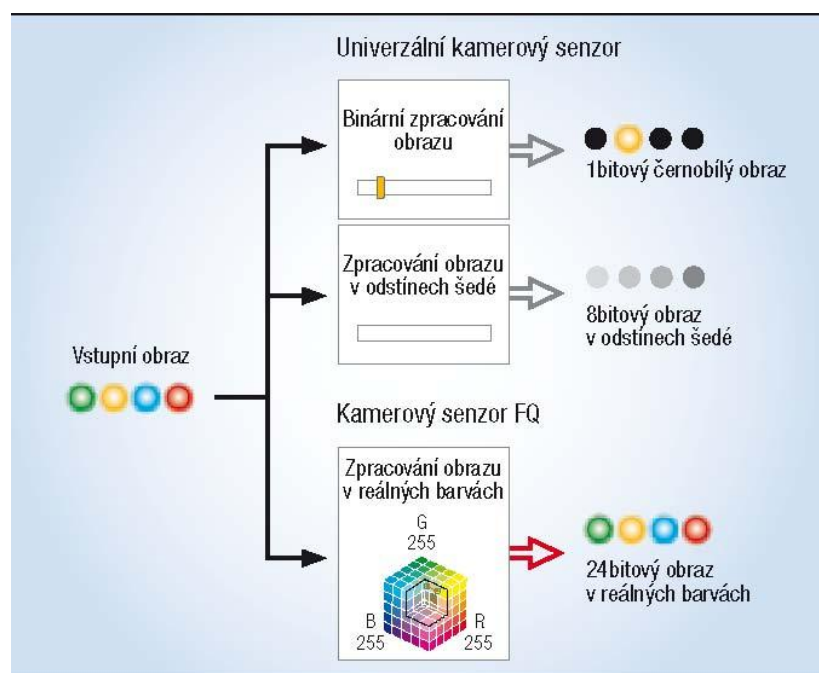 Univerzální kamerový senzor
Binární zpracování
obrazu
1bitový černobílý obraz
Zpracování obrazu
v odstínech šedé
8bitový obraz
v odstínech šedé
Vstupní obraz
Kamerový senzor FQ
Zpracování obrazu
v reálných barvách
G
255
B
255
R
255
24bitový obraz
v reálných barvách